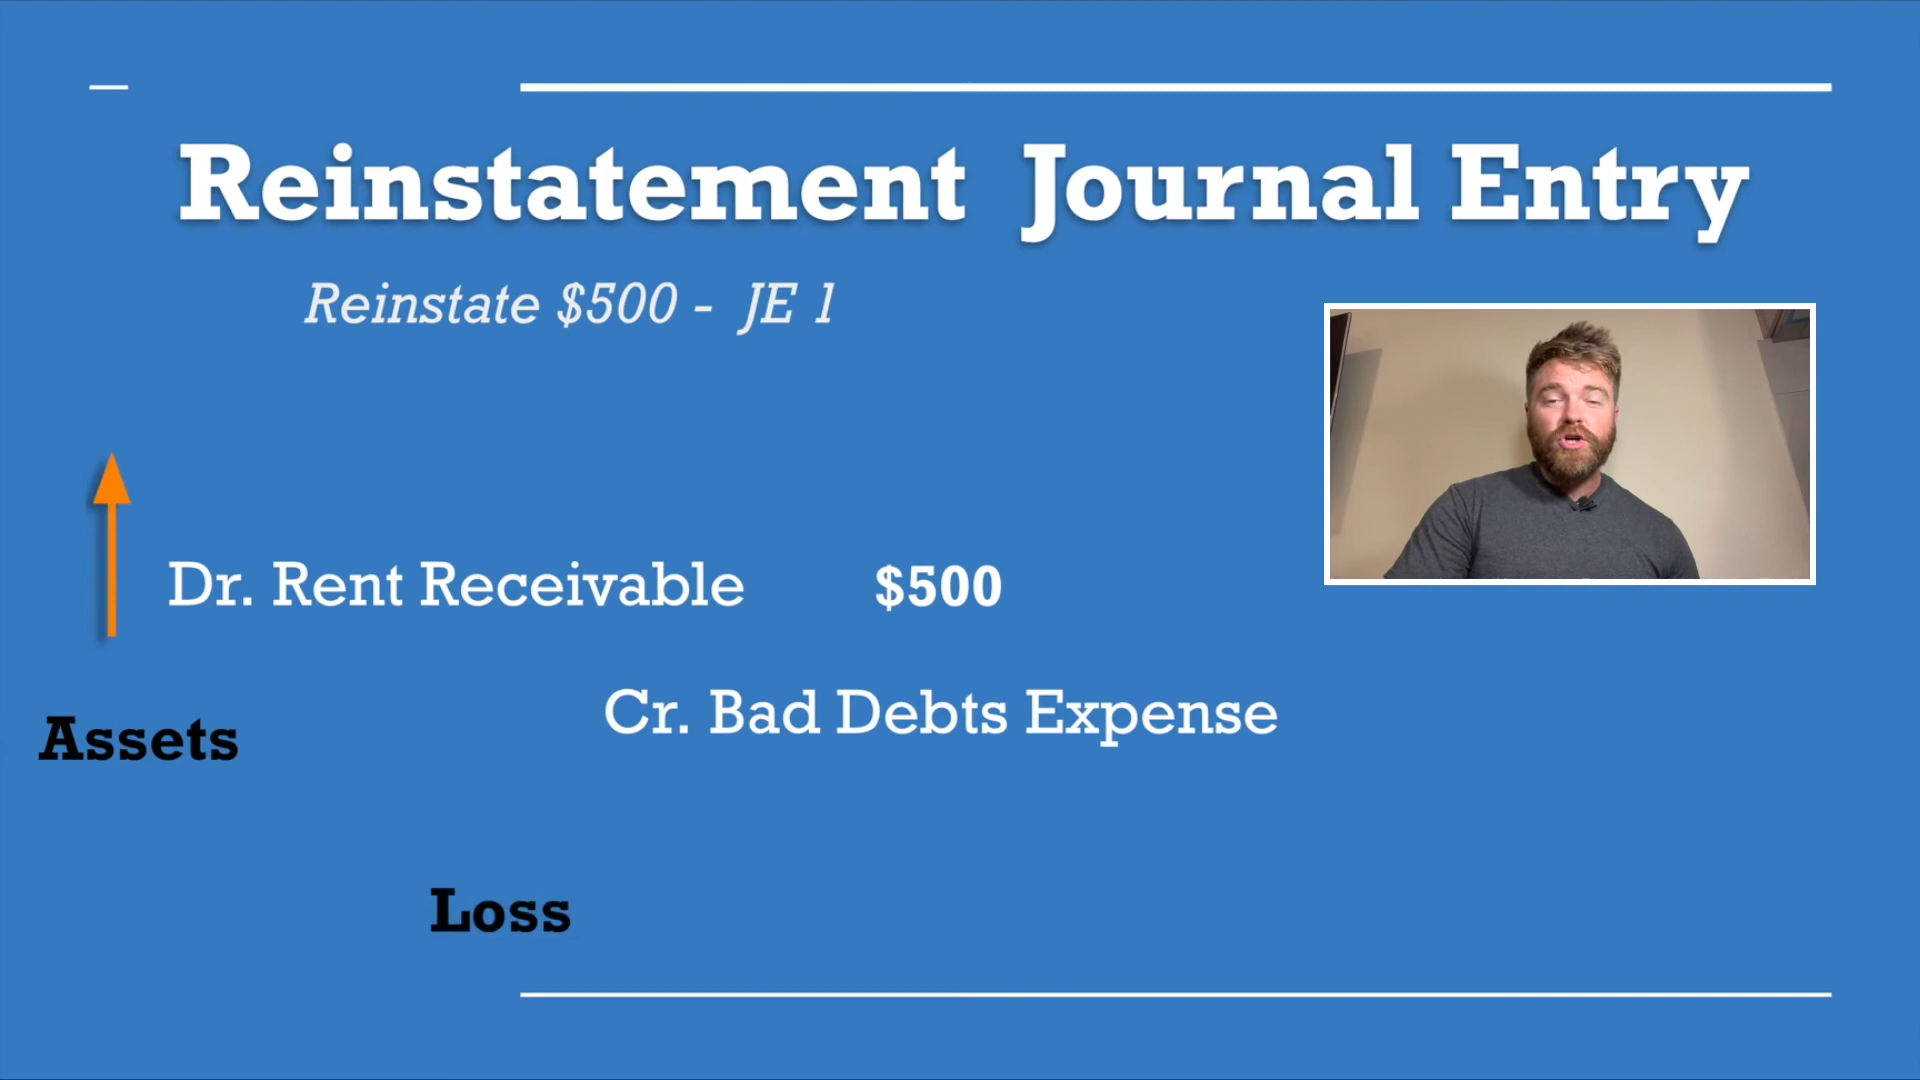 Reinstatement Journal Entry
Reinstate $500 - JE 1
Dr. Rent Receivable $500
Cr. Bad Debts Expense
Assets
Loss